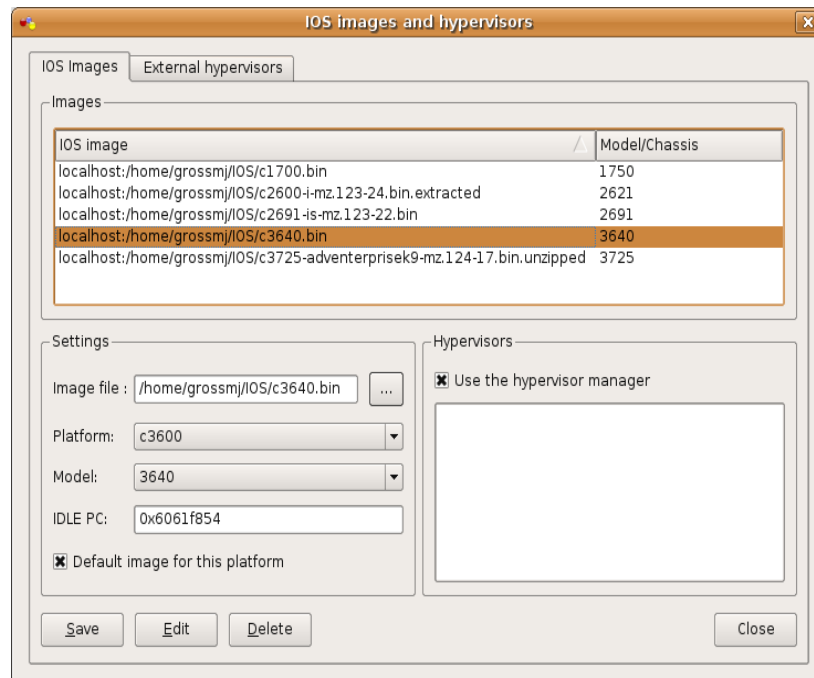 IOS images and hypervisors
IOS Images
External hypervisors
Images
IOS image
Model/Chassis
localhost:/home/grossmj/IOS/c1700.bin 1750
localhost:/home/grossmj/IOS/c2600-i-mz.123-24.bin.extracted 2621
localhost:/home/grossmj/IOS/c2691-is-mz.123-22.bin 2691
localhost:/home/grossmj/IOS/c3640.bin 3640
localhost:/home/grossmj/IOS/c3725-adventerprisek9-mz.124-17.bin.unzipped 3725
Settings
Image file : /home/grossmj/IOS/c3640.bin ...
Platform: c3600
Model: 3640
IDLE PC: 0x6061f854
Default image for this platform
Hypervisors
Use the hypervisor manager
Save
Edit
Delete
Close